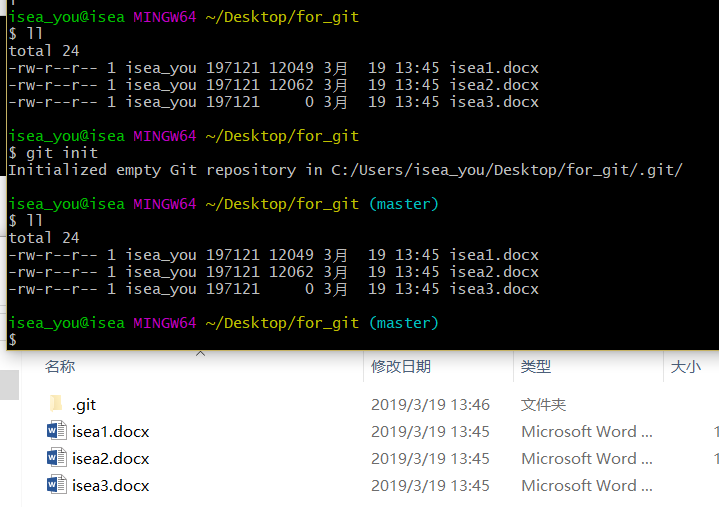 isea_you@isea MINGW64 ~/Desktop/for_git
$ ll
total 24
-rw-r--r-- 1 isea_you 197121 12049 3月  19 13:45 isea1.docx
-rw-r--r-- 1 isea_you 197121 12062 3月  19 13:45 isea2.docx
-rw-r--r-- 1 isea_you 197121     0 3月  19 13:45 isea3.docx
isea_you@isea MINGW64 ~/Desktop/for_git
$ git init
Initialized empty Git repository in C:/Users/isea_you/Desktop/for_git/.git/
isea_you@isea MINGW64 ~/Desktop/for_git (master)
$ ll
total 24
-rw-r--r-- 1 isea_you 197121 12049 3月  19 13:45 isea1.docx
-rw-r--r-- 1 isea_you 197121 12062 3月  19 13:45 isea2.docx
-rw-r--r-- 1 isea_you 197121     0 3月  19 13:45 isea3.docx
isea_you@isea MINGW64 ~/Desktop/for_git (master)
$
名称 修改日期 类型 大小
.git 2019/3/19 13:46 文件夹
isea1.docx 2019/3/19 13:45 Microsoft Word ...
isea2.docx 2019/3/19 13:45 Microsoft Word ...
isea3.docx 2019/3/19 13:45 Microsoft Word ...